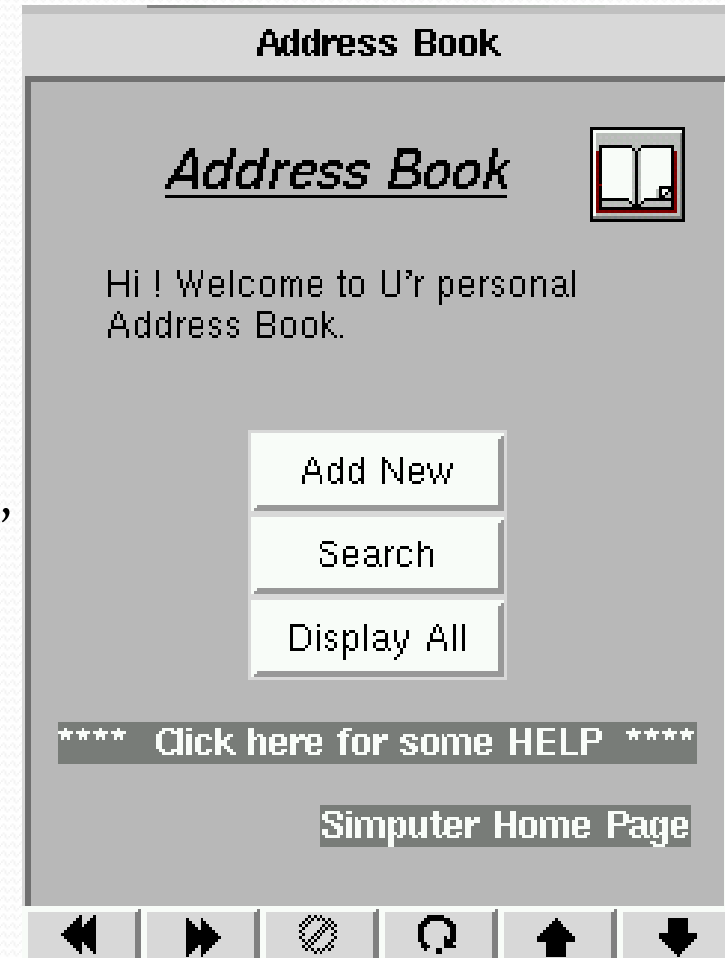 Address Book
Address Book
Hi ! Welcome to U'r personal
Address Book.
,
Add New
Search
Display All
**** Click here for some HELP ****
Simputer Home Page